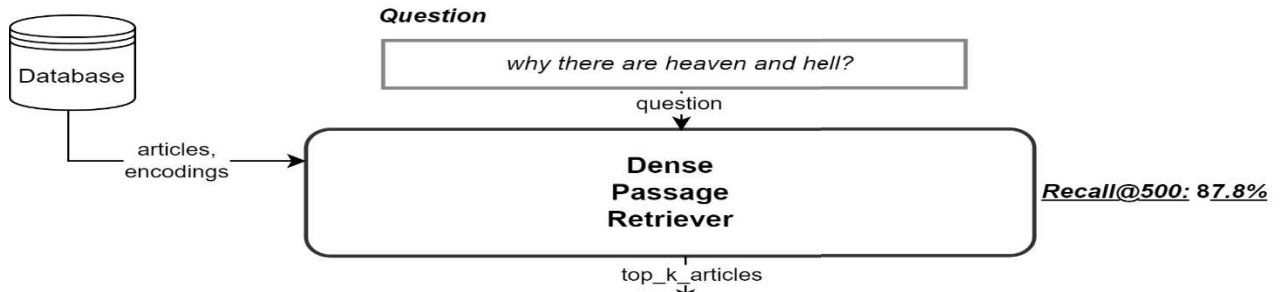 Question
Database
why there are heaven and hell?
question
articles,
encodings
Dense
Passage
Retriever
Recall@500: 87.8%
top_k_articles